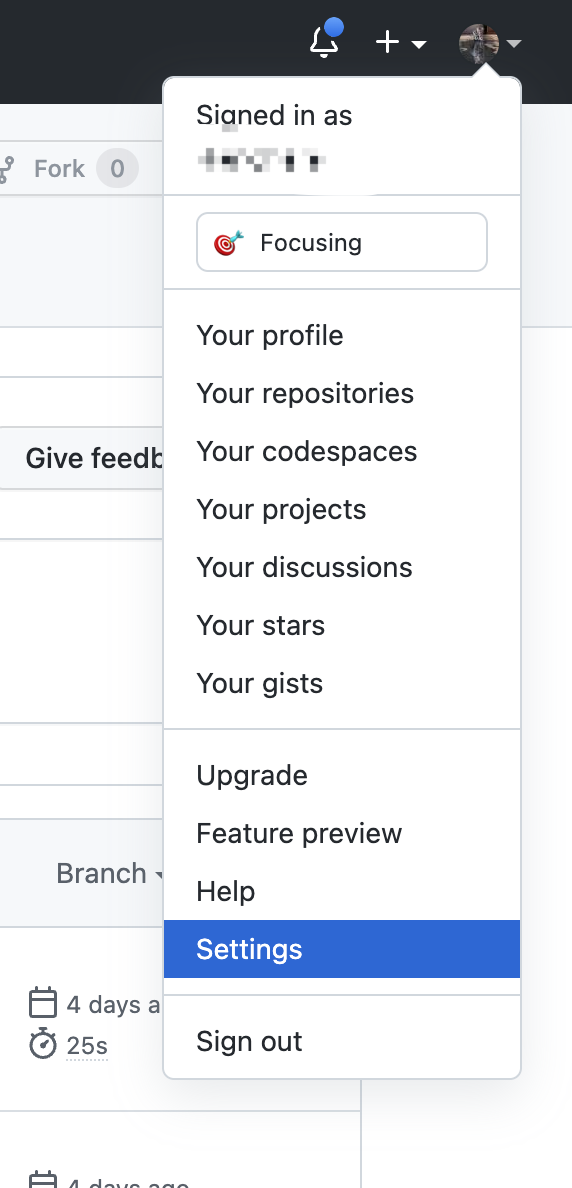 Signed in as
Fork 0
Focusing
Your profile
Your repositories
Give feedb
Your codespaces
Your projects
Your discussions
Your stars
Your gists
Upgrade
Feature preview
Branch
Help
Settings
4 days a
25s
Sign out
4 days ago